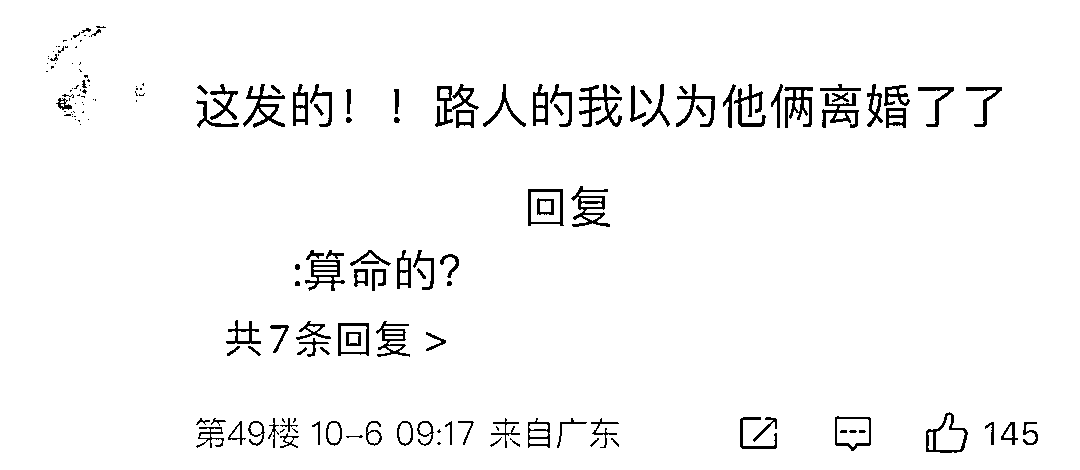 这发的！！路人的我以为他俩离婚了了
回复
:算命的?
共7条回复 >
第49楼 10-6 09:17 来自广东
145